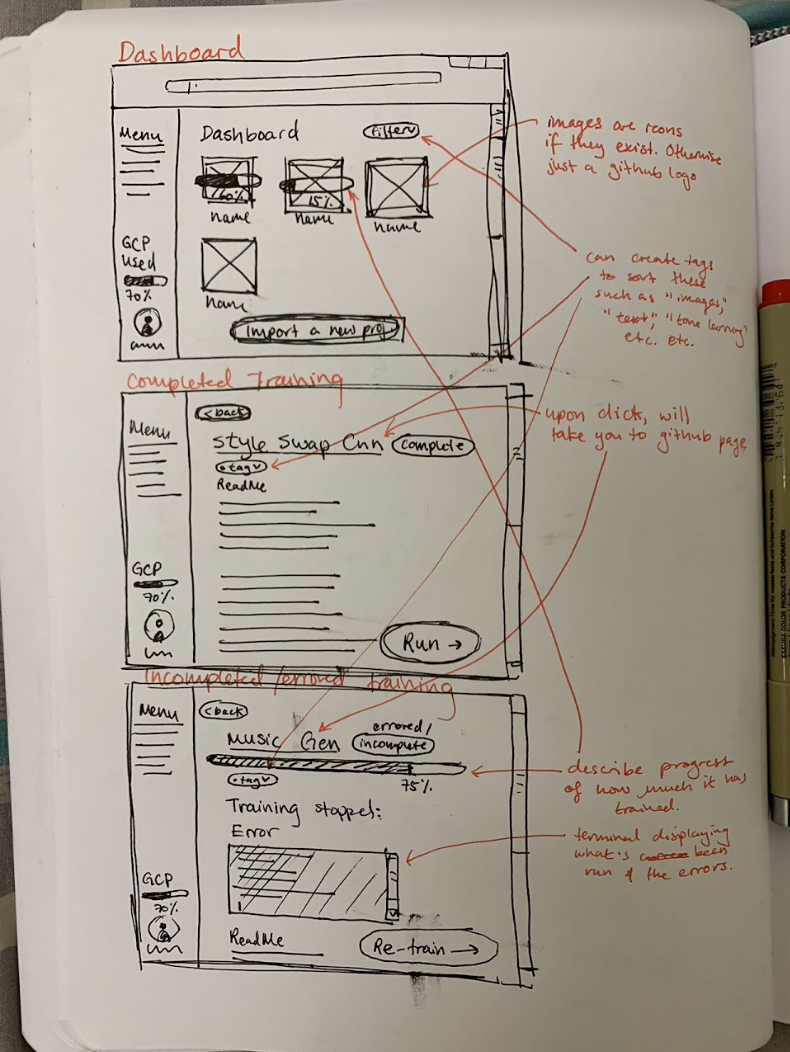 Dashboard
Menu
Dashboard
filter
60%
15%
name
Name
name
GCP
used
70%
name
import a new proj
images are icons
if they exist. Otherwise
just a github logo
can create tags
to sort these
such as "images,"
"text," "tone learning"
etc. etc.
Completed Training
< back
Menu
Style Swap Cnn
complete
+ tag
ReadMe
GCP
70%
Run →
upon click, will
take you to github page
Incompleted /errored training
Menu
< back
Music Gen
errored/
incomplete
75%
+ tag
Training stopped:
Error
GCP
70%
ReadMe
Re-train →
describe progress
of how much it has
trained.
terminal displaying
what's been
run & the errors.